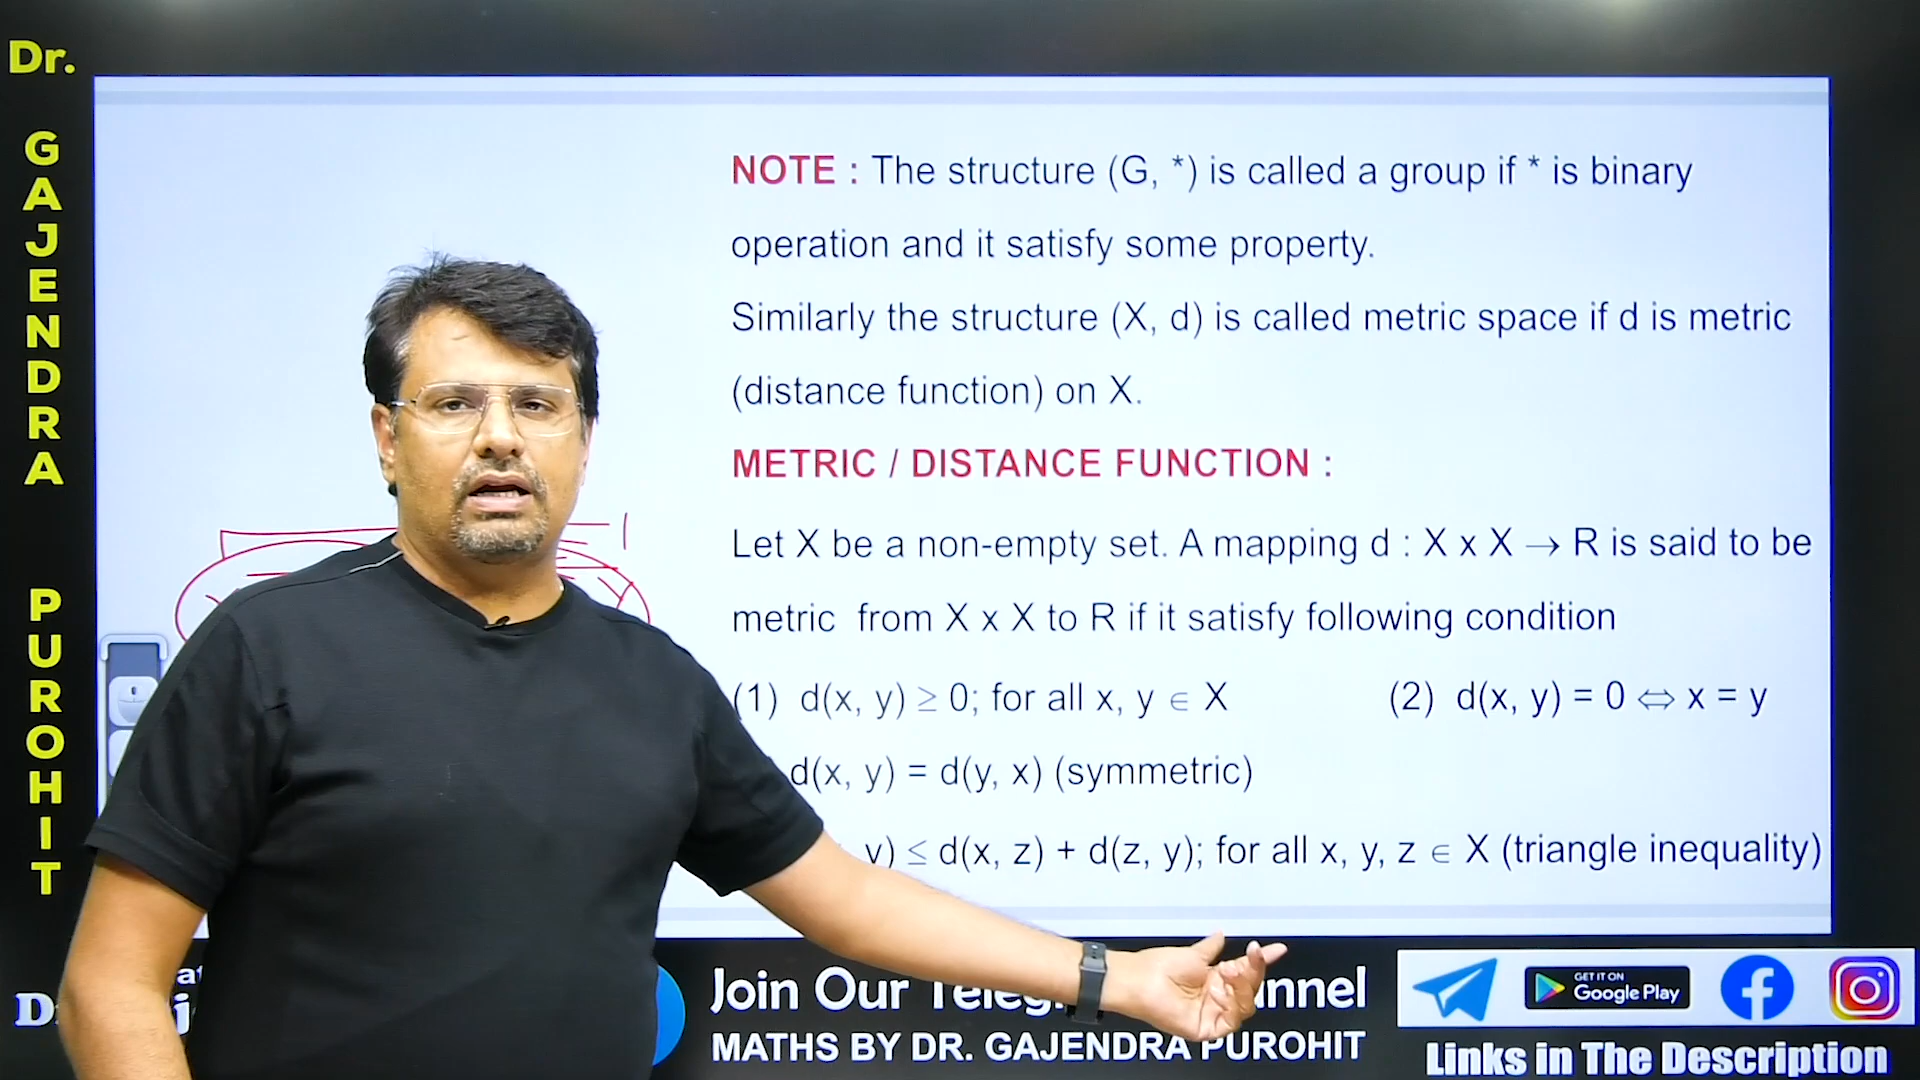 Dr.
GAJENDRA
PUROHIT
NOTE : The structure (G, *) is called a group if * is binary
operation and it satisfy some property.
Similarly the structure (X, d) is called metric space if d is metric
(distance function) on X.
METRIC / DISTANCE FUNCTION :
Let X be a non-empty set. A mapping d : X x X → R is said to be
metric from X x X to R if it satisfy following condition
(1) d(x, y) ≥ 0; for all x, y ∈ X (2) d(x, y) = 0 ⇔ x = y
d(x, y) = d(y, x) (symmetric)
y) ≤ d(x, z) + d(z, y); for all x, y, z ∈ X (triangle inequality)
Join Our
MATHS BY DR. GAJENDRA PUROHIT
GET IT ON
Google Play
Links in The Description